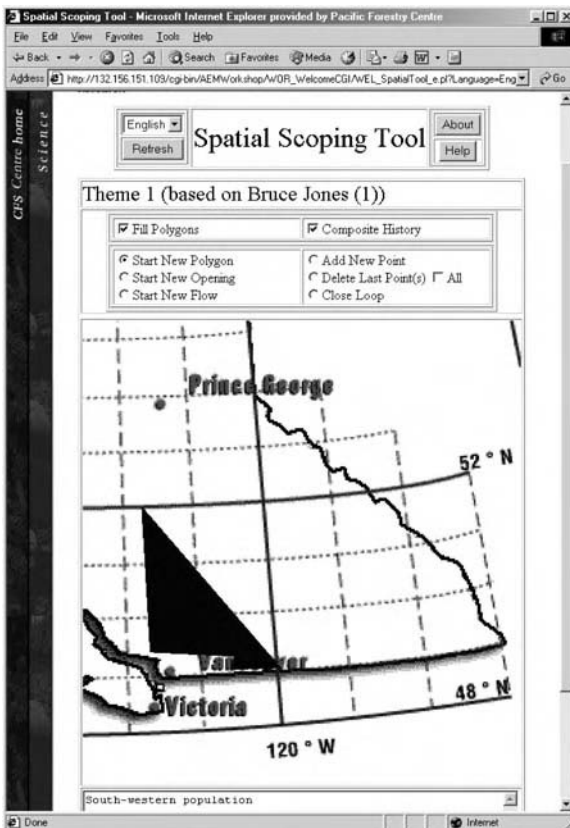 Spatial Scoping Tool - Microsoft Internet Explorer provided by Pacific Forestry Centre
File Edit View Favorites Tools Help
Back Search Favorites Media
Address http://132.156.151.109/cgi-bin/AEMWorkshop/WOR_WelcomeCGI/WEL_SpatialTool_e.pl?Language=Eng Go
CFS Centre home
Science
English
Refresh
Spatial Scoping Tool
About
Help
Theme 1 (based on Bruce Jones (1))
Fill Polygons
Composite History
Start New Polygon
Start New Opening
Start New Flow
Add New Point
Delete Last Point(s) All
Close Loop
Prince George
52 ° N
Vancouver
Victoria
48 ° N
120 ° W
South-western population
Done Internet